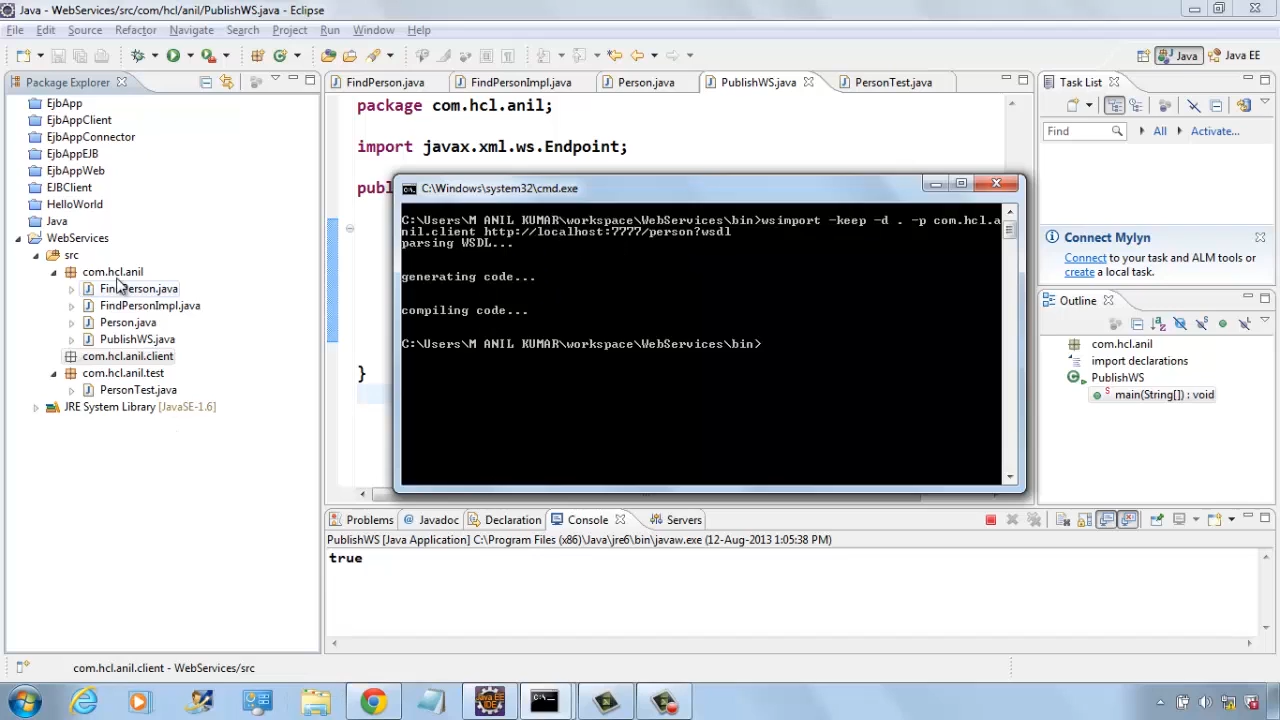 Java - WebServices/src/com/hcl/anil/PublishWS.java - Eclipse
File Edit Source Refactor Navigate Search Project Run Window Help
Java Java EE
Package Explorer
EjbApp
EjbAppClient
EjbAppConnector
EjbAppEJB
EjbAppWeb
EJBClient
HelloWorld
Java
WebServices
src
com.hcl.anil
FindPerson.java
FindPersonImpl.java
Person.java
PublishWS.java
com.hcl.anil.client
com.hcl.anil.test
PersonTest.java
JRE System Library [JavaSE-1.6]
FindPerson.java FindPersonImpl.java Person.java PublishWS.java PersonTest.java
package com.hcl.anil;
import javax.xml.ws.Endpoint;
publ
}
C:\Windows\system32\cmd.exe
C:\Users\M ANIL KUMAR\workspace\WebServices\bin>wsimport -keep -d . -p com.hcl.a
nil.client http://localhost:7777/person?wsdl
parsing WSDL...
generating code...
compiling code...
C:\Users\M ANIL KUMAR\workspace\WebServices\bin>
Task List
Find All Activate...
Connect Mylyn
Connect to your task and ALM tools or
create a local task.
Outline
com.hcl.anil
import declarations
PublishWS
main(String[]) : void
Problems Javadoc Declaration Console Servers
PublishWS [Java Application] C:\Program Files (x86)\Java\jre6\bin\javaw.exe (12-Aug-2013 1:05:38 PM)
true
com.hcl.anil.client - WebServices/src